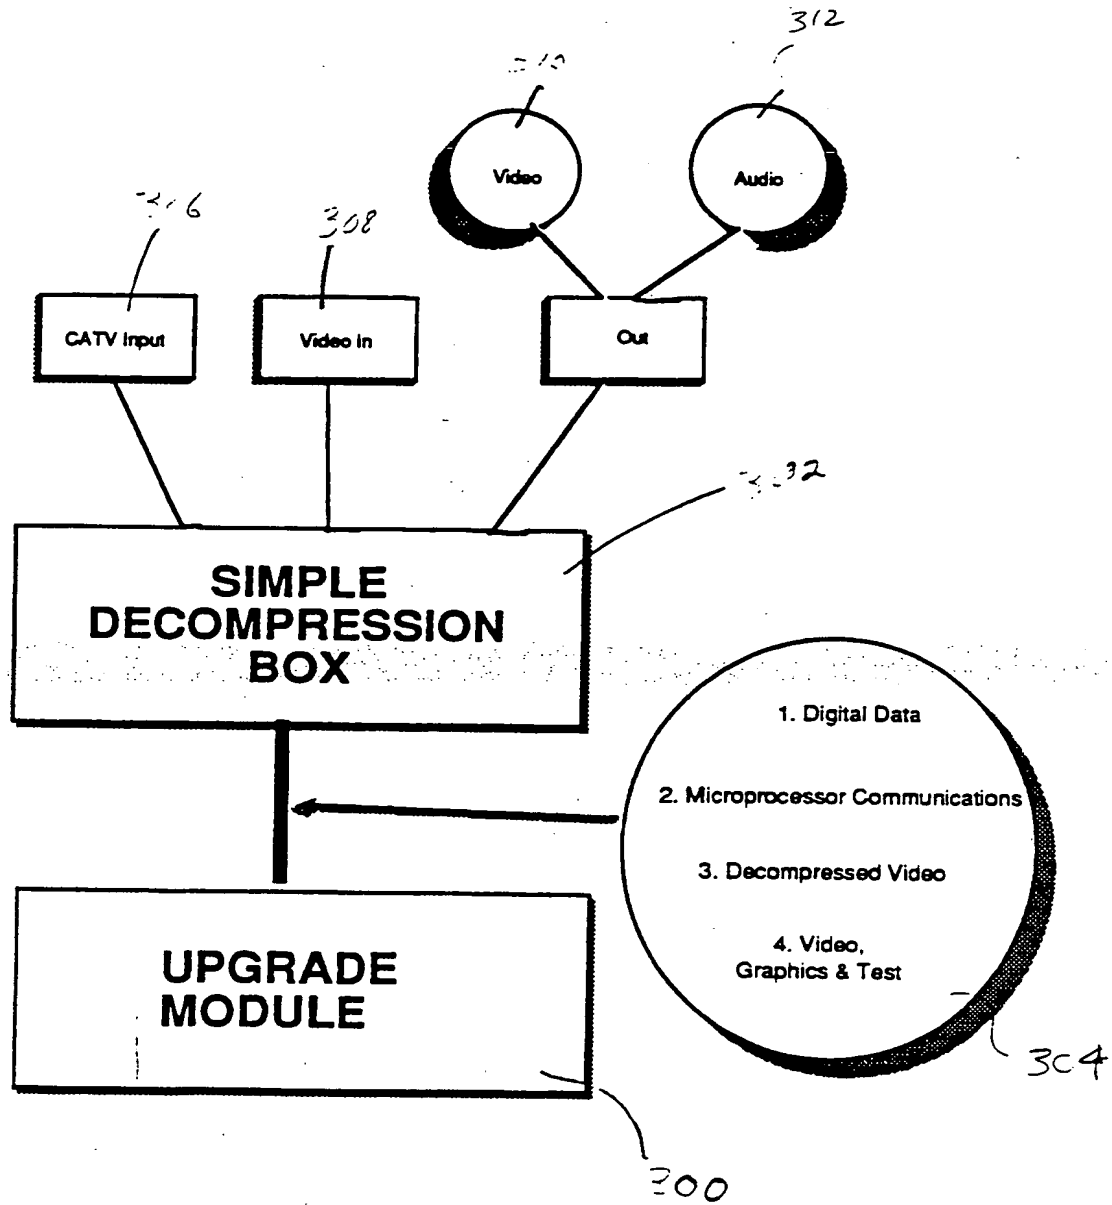 312
Video
Audio
308
CATV Input
Video In
Out
SIMPLE
DECOMPRESSION
BOX
1. Digital Data
2. Microprocessor Communications
3. Decompressed Video
4. Video,
Graphics & Test
UPGRADE
MODULE
304
300